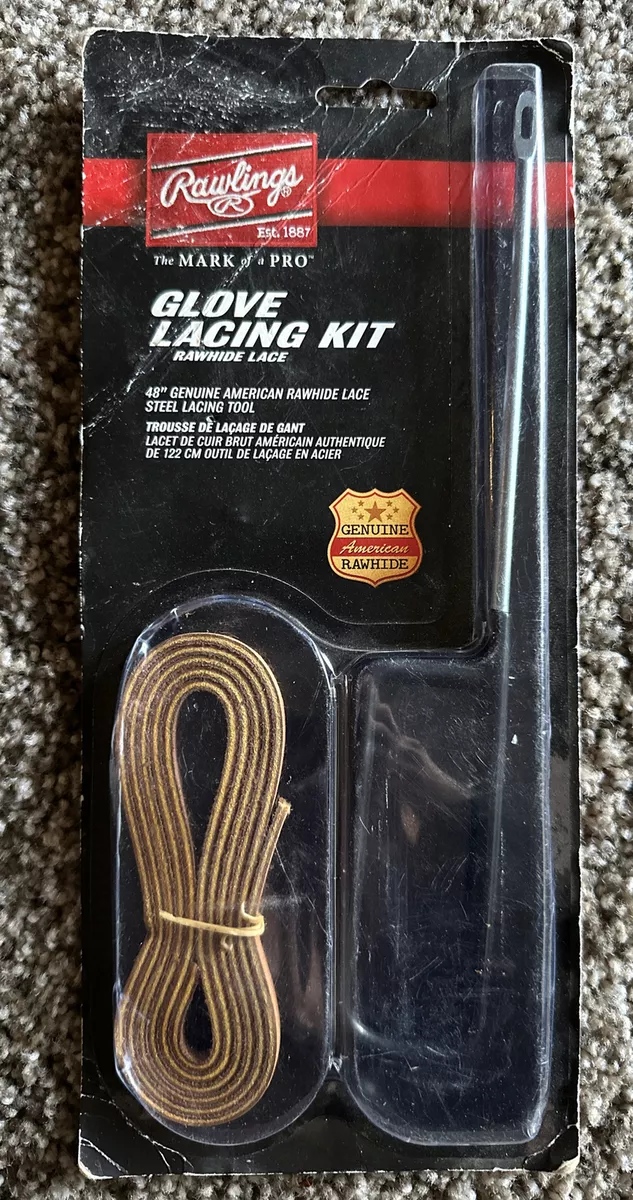 Rawlings®
R
Est. 1887
The MARK of a PRO™
GLOVE
LACING KIT
RAWHIDE LACE
48" GENUINE AMERICAN RAWHIDE LACE
STEEL LACING TOOL
TROUSSE DE LAÇAGE DE GANT
LACET DE CUIR BRUT AMÉRICAIN AUTHENTIQUE
DE 122 CM OUTIL DE LAÇAGE EN ACIER
GENUINE
American
RAWHIDE